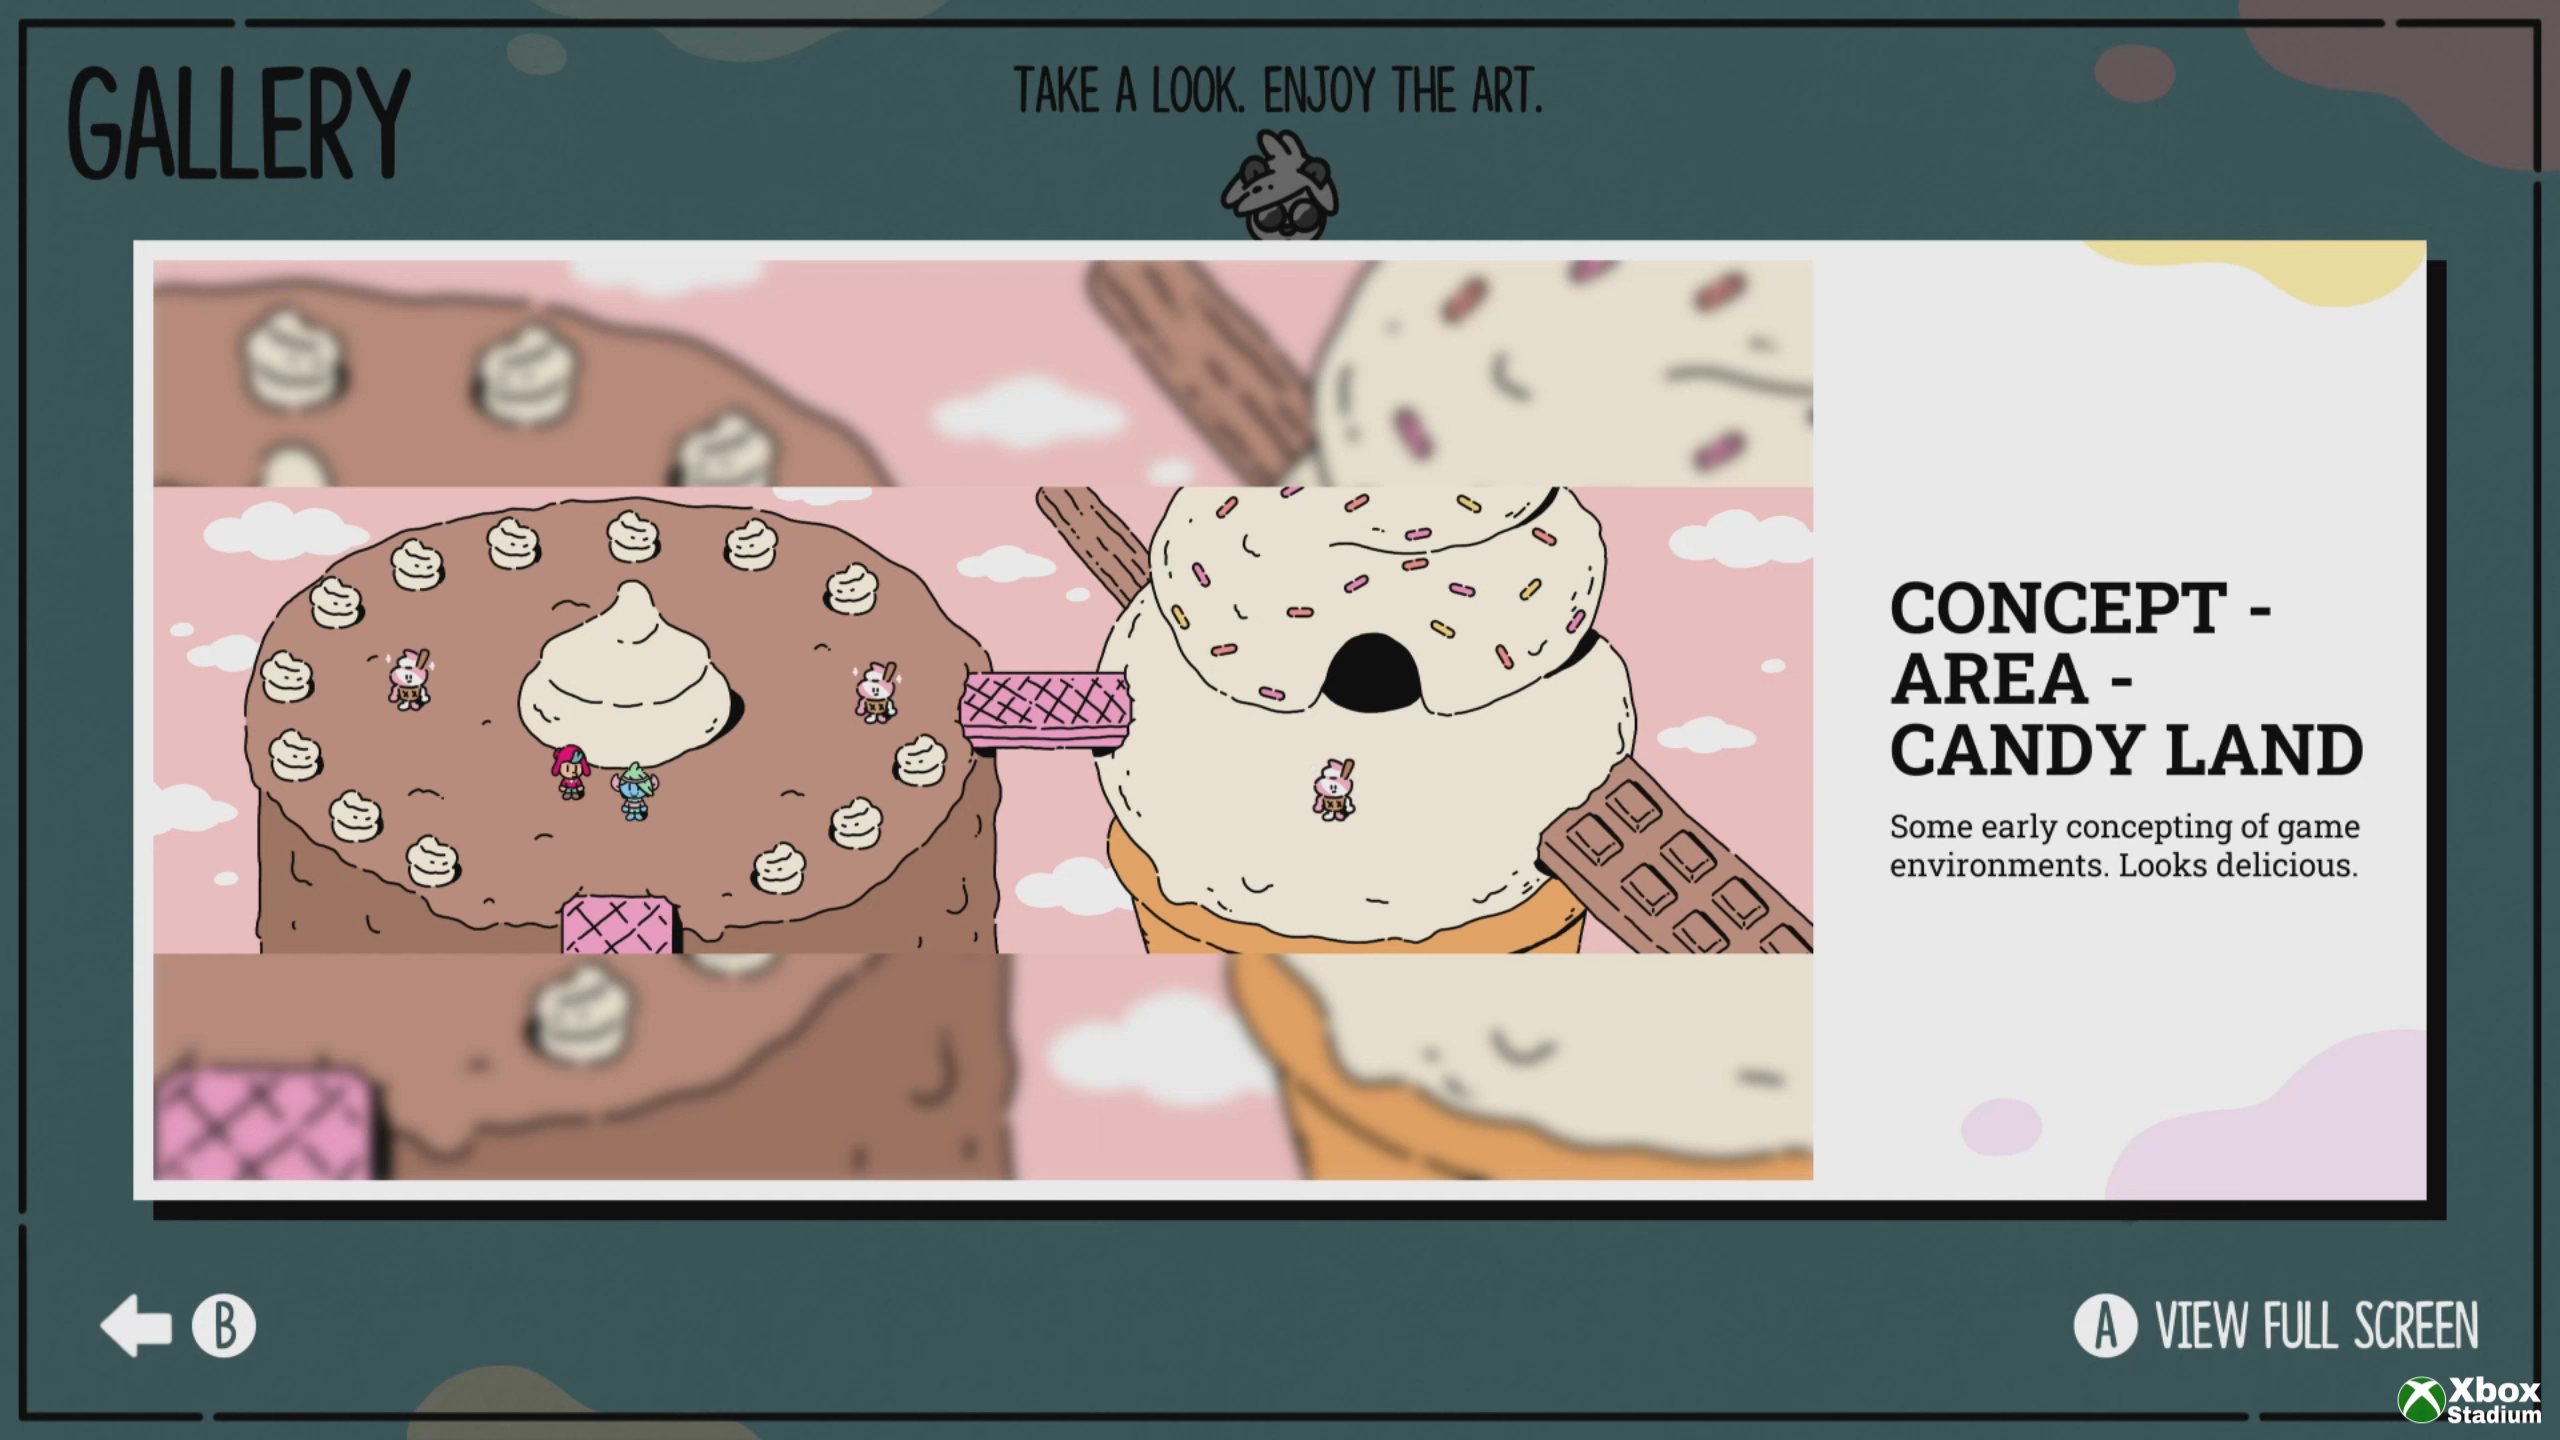 GALLERY
TAKE A LOOK. ENJOY THE ART.
CONCEPT -
AREA -
CANDY LAND
Some early concepting of game
environments. Looks delicious.
B
A VIEW FULL SCREEN
Xbox
Stadium